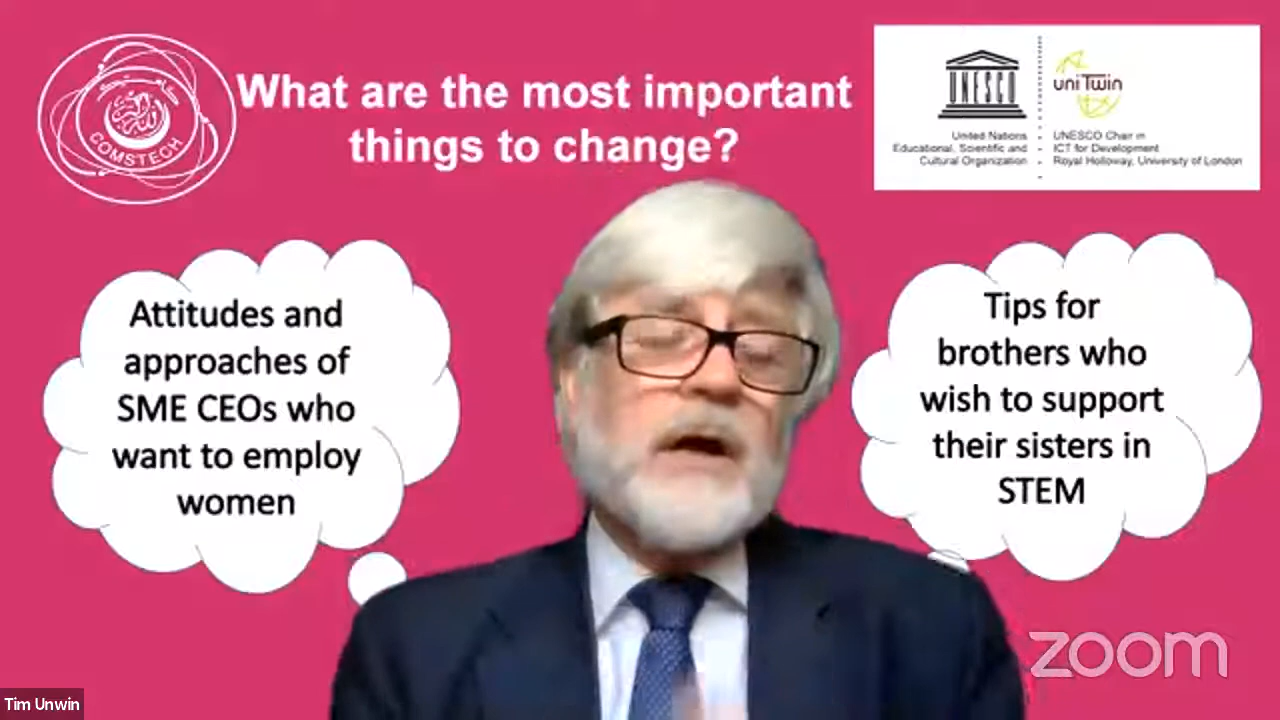 What are the most important
things to change?
COMSTECH
UNESCO
uniTwin
United Nations
Educational, Scientific and
Cultural Organization
UNESCO Chair in
ICT for Development
Royal Holloway, University of London
Attitudes and
approaches of
SME CEOs who
want to employ
women
Tips for
brothers who
wish to support
their sisters in
STEM
zoom
Tim Unwin